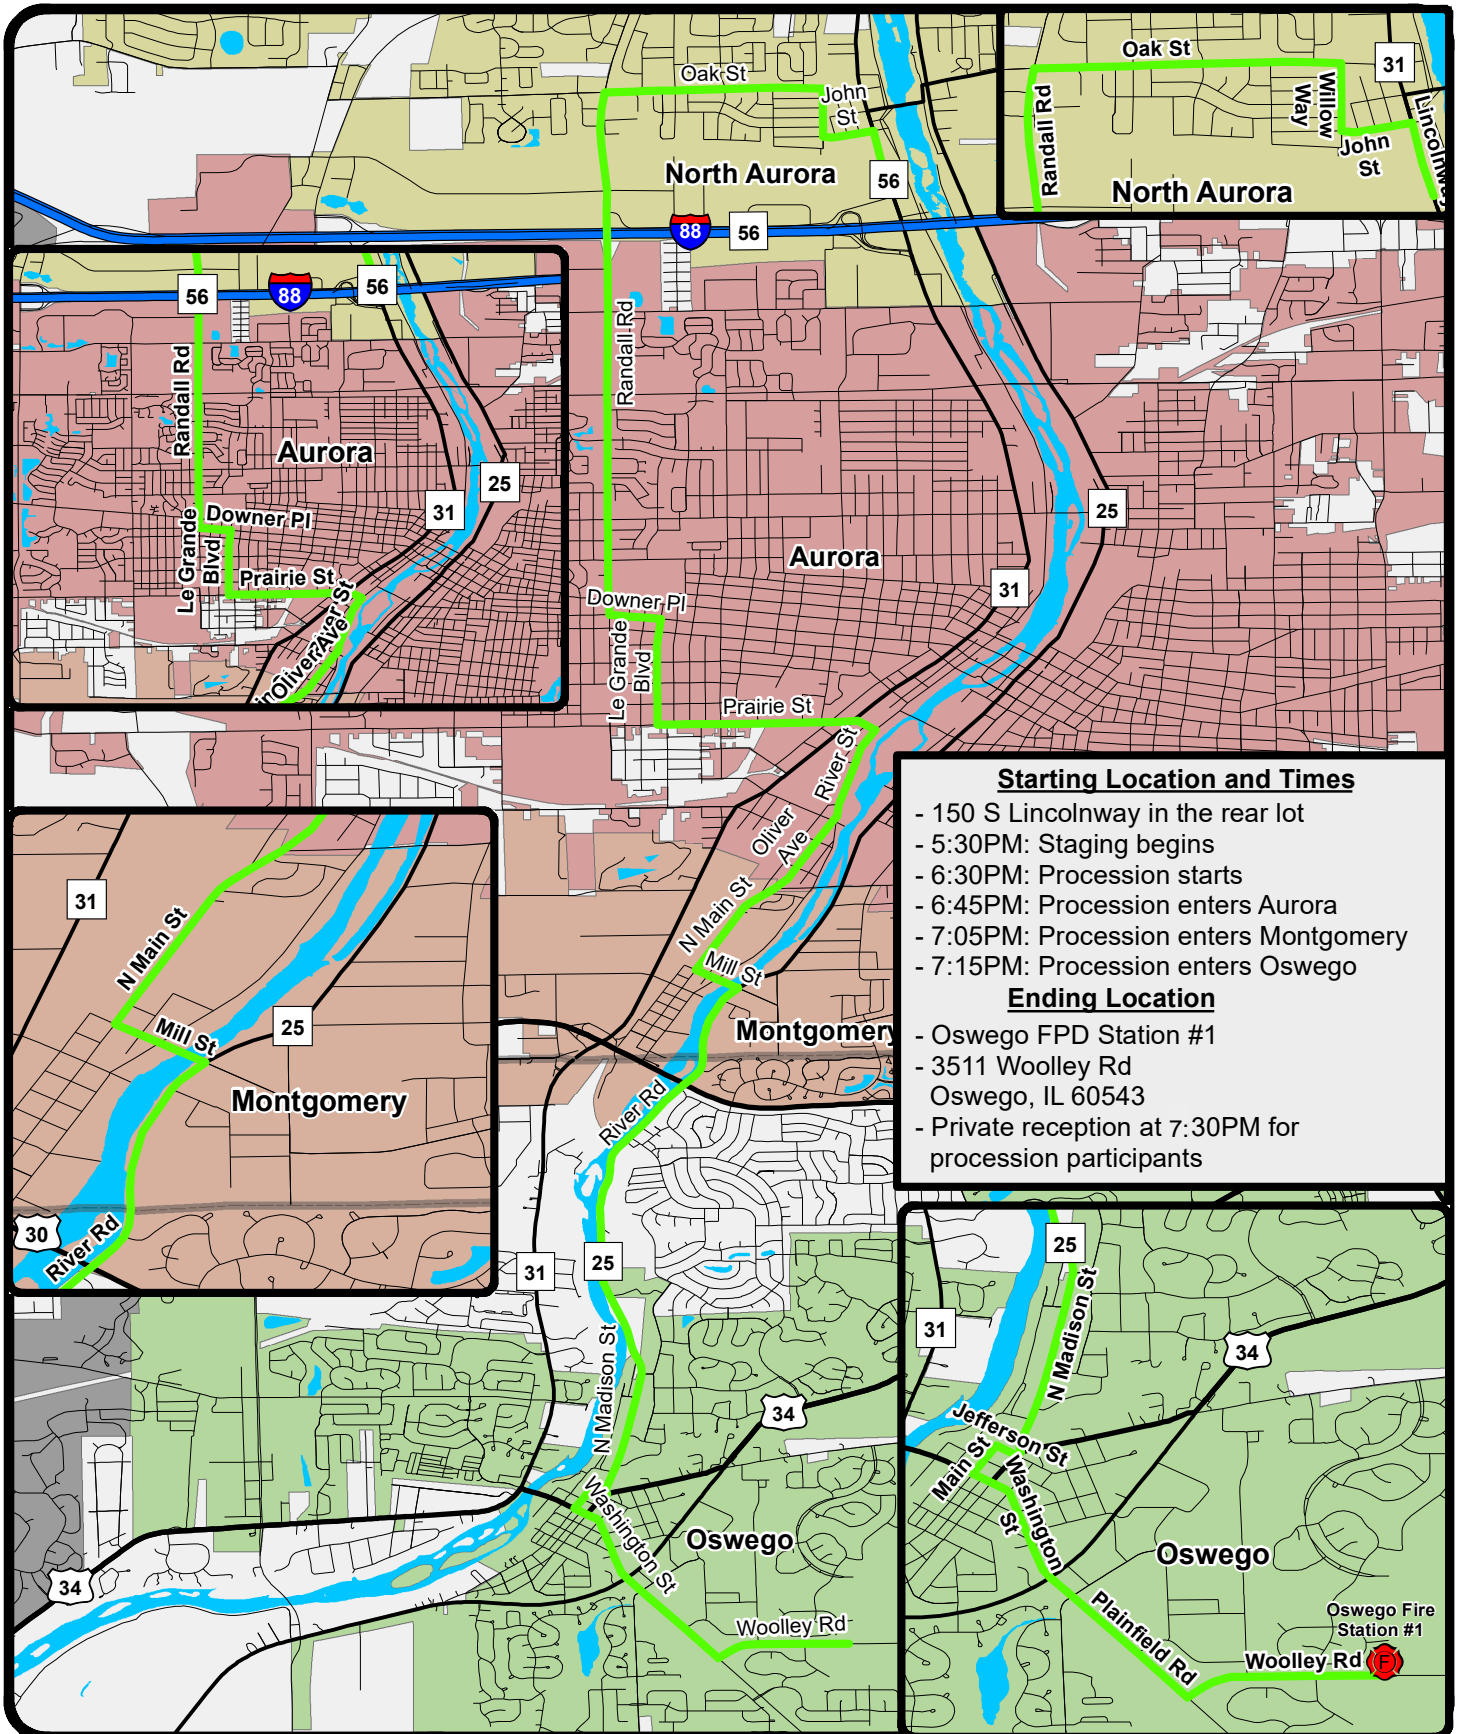 Oak St
John
St
North Aurora
56
88
56
Randall Rd
Aurora
25
31
Downer Pl
Le Grande
Blvd
Prairie St
River St
Oliver
Ave
N Main St
Mill St
Montgomery
River Rd
31
25
N Madison St
34
Washington St
Oswego
34
Woolley Rd
Oak St
31
Randall Rd
Willow
Way
John
St
Lincolnway
North Aurora
56
88
56
Randall Rd
Aurora
25
31
Downer Pl
Le Grande
Blvd
Prairie St
Oliver Ave
31
N Main St
Mill St
25
Montgomery
30
River Rd
Starting Location and Times
- 150 S Lincolnway in the rear lot
- 5:30PM: Staging begins
- 6:30PM: Procession starts
- 6:45PM: Procession enters Aurora
- 7:05PM: Procession enters Montgomery
- 7:15PM: Procession enters Oswego
Ending Location
- Oswego FPD Station #1
- 3511 Woolley Rd
Oswego, IL 60543
- Private reception at 7:30PM for
procession participants
25
31
N Madison St
34
Jefferson St
Main St
Washington
St
Oswego
Plainfield Rd
Oswego Fire
Station #1
Woolley Rd
F